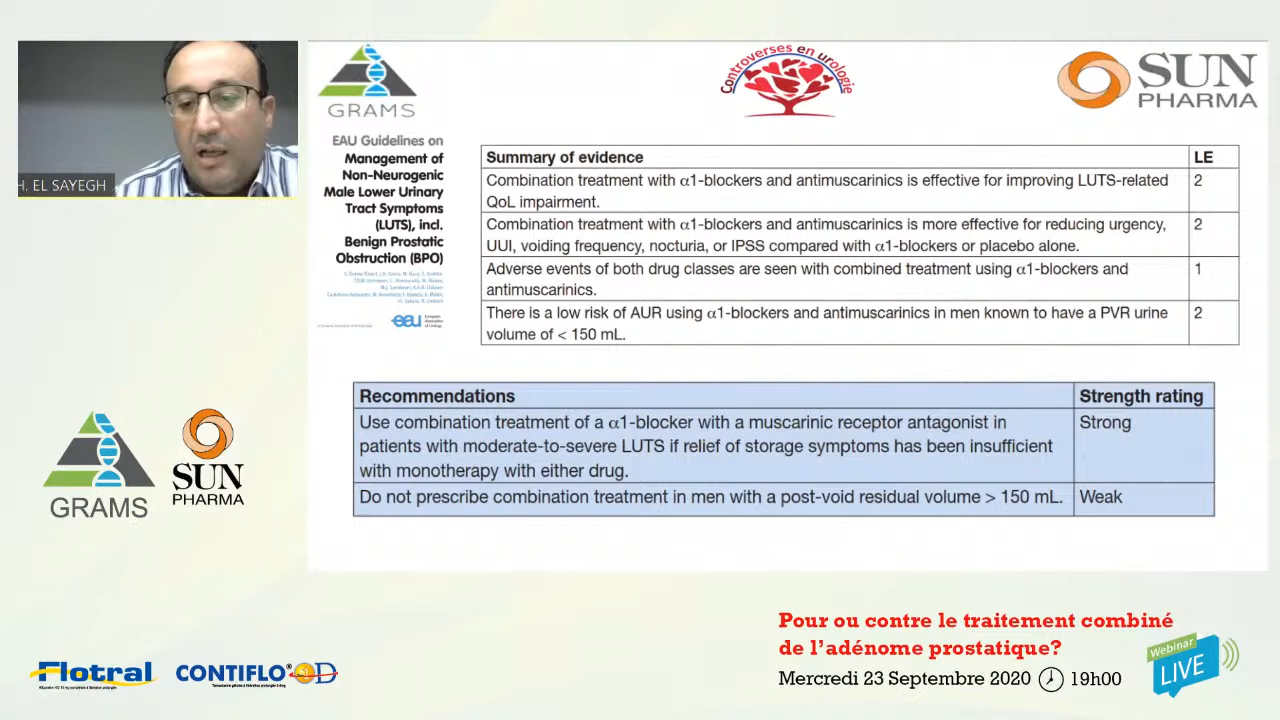 H. EL SAYEGH
GRAMS
Controverses en urologie
SUN
PHARMA
EAU Guidelines on
Management of
Non-Neurogenic
Male Lower Urinary
Tract Symptoms
(LUTS), incl.
Benign Prostatic
Obstruction (BPO)
eau
European
Association
of Urology
Summary of evidence LE
Combination treatment with α1-blockers and antimuscarinics is effective for improving LUTS-related 2
QoL impairment.
Combination treatment with α1-blockers and antimuscarinics is more effective for reducing urgency, 2
UUI, voiding frequency, nocturia, or IPSS compared with α1-blockers or placebo alone.
Adverse events of both drug classes are seen with combined treatment using α1-blockers and 1
antimuscarinics.
There is a low risk of AUR using α1-blockers and antimuscarinics in men known to have a PVR urine 2
volume of < 150 mL.
Recommendations Strength rating
Use combination treatment of a α1-blocker with a muscarinic receptor antagonist in Strong
patients with moderate-to-severe LUTS if relief of storage symptoms has been insufficient
with monotherapy with either drug.
Do not prescribe combination treatment in men with a post-void residual volume > 150 mL. Weak
GRAMS
SUN
PHARMA
Flotral
CONTIFLO® OD
Pour ou contre le traitement combiné
de l'adénome prostatique?
Mercredi 23 Septembre 2020 19h00
Webinar
LIVE